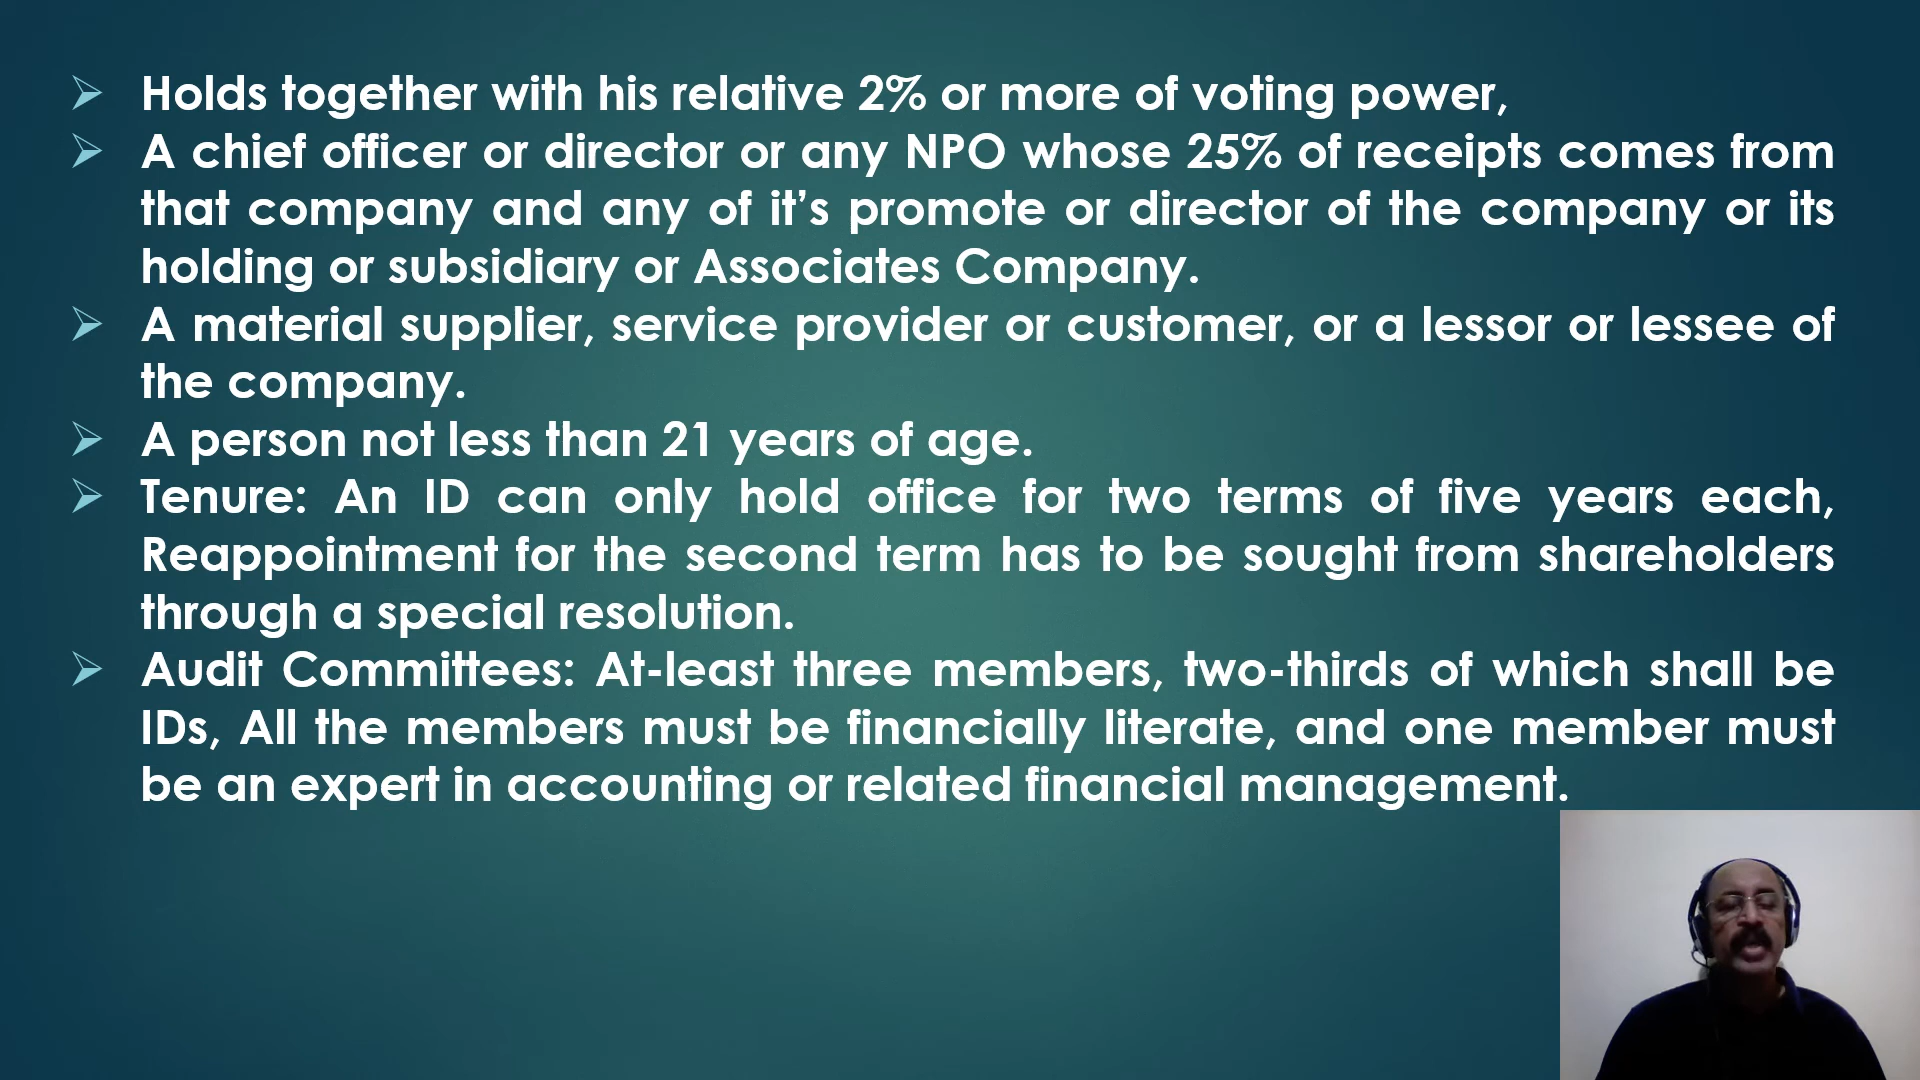 Holds together with his relative 2% or more of voting power,
A chief officer or director or any NPO whose 25% of receipts comes from
that company and any of it’s promote or director of the company or its
holding or subsidiary or Associates Company.
A material supplier, service provider or customer, or a lessor or lessee of
the company.
A person not less than 21 years of age.
Tenure: An ID can only hold office for two terms of five years each,
Reappointment for the second term has to be sought from shareholders
through a special resolution.
Audit Committees: At-least three members, two-thirds of which shall be
IDs, All the members must be financially literate, and one member must
be an expert in accounting or related financial management.